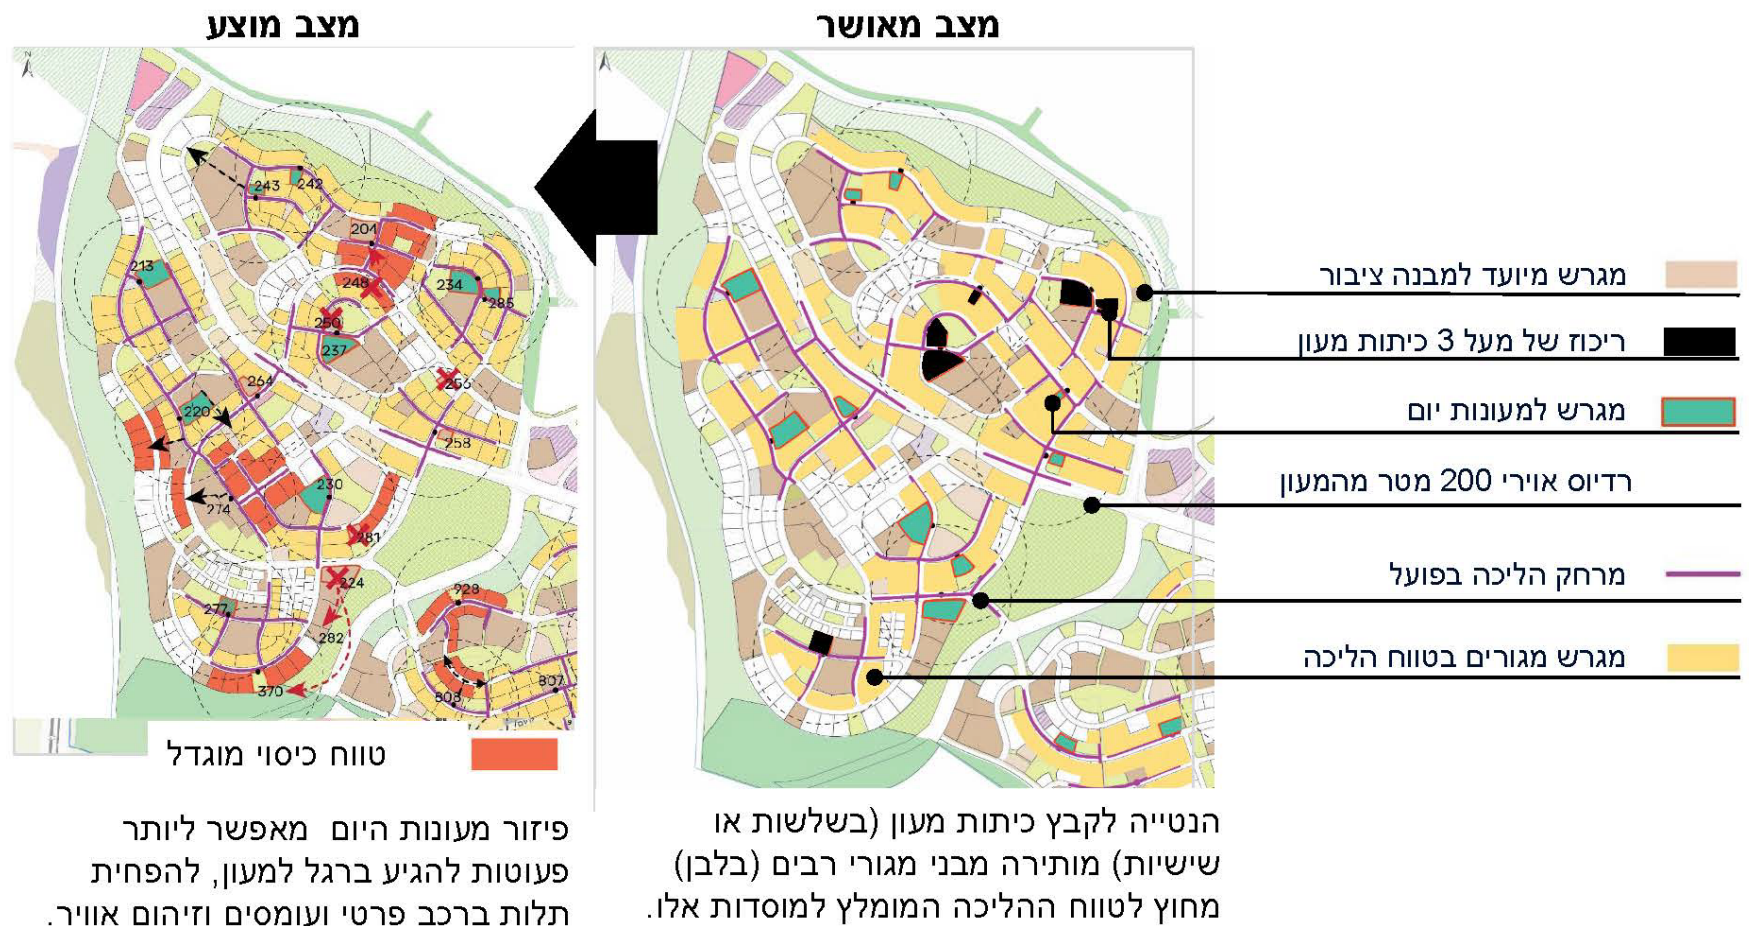 מצב מאושר
מצב מוצע
מגרש מיועד למבנה ציבור
ריכוז של מעל 3 כיתות מעון
מגרש למעונות יום
רדיוס אוירי 200 מטר מהמעון
מרחק הליכה בפועל
מגרש מגורים בטווח הליכה
243
242
204
213
248
234
285
250
237
264
220
258
230
274
281
224
277
282
928
370
808
807
טווח כיסוי מוגדל
הנטייה לקבץ כיתות מעון (בשלשות או
שישיות) מותירה מבני מגורי רבים (בלבן)
מחוץ לטווח ההליכה המומלץ למוסדות אלו.
פיזור מעונות היום מאפשר ליותר
פעוטות להגיע ברגל למעון, להפחית
תלות ברכב פרטי ועומסים וזיהום אוויר.